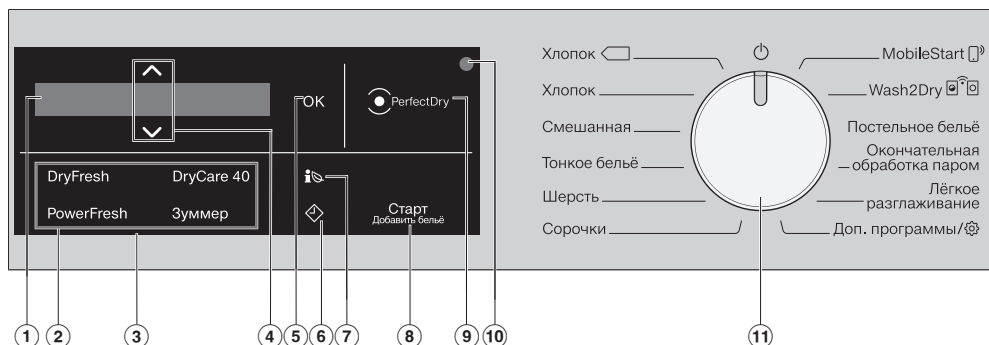 OK
PerfectDry
DryFresh
DryCare 40
PowerFresh
Зуммер
Старт
Добавить бельё
Хлопок
Хлопок
Смешанная
Тонкое бельё
Шерсть
Сорочки
MobileStart
Wash2Dry
Постельное бельё
Окончательная
обработка паром
Лёгкое
разглаживание
Доп. программы/
1 2 3 4 5 6 7 8 9 10 11